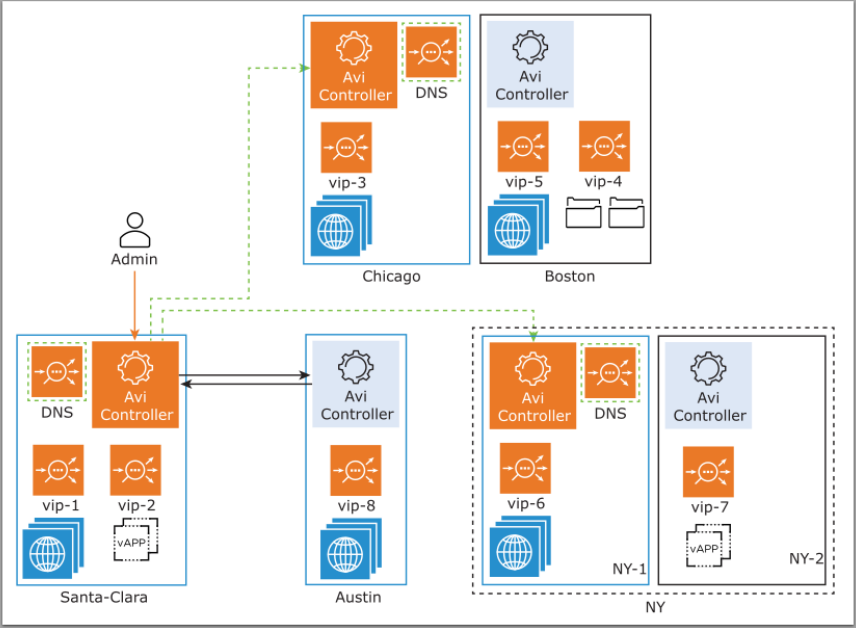 Avi
Controller
DNS
vip-3
Chicago
Avi
Controller
vip-5
vip-4
Boston
Admin
DNS
Avi
Controller
vip-1
vip-2
vAPP
Santa-Clara
Avi
Controller
vip-8
Austin
Avi
Controller
DNS
vip-6
NY-1
Avi
Controller
vip-7
vAPP
NY-2
NY